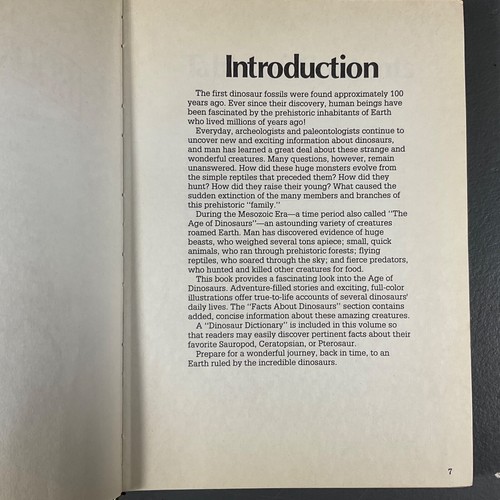 Introduction
The first dinosaur fossils were found approximately 100
years ago. Ever since their discovery, human beings have
been fascinated by the prehistoric inhabitants of Earth
who lived millions of years ago!
Everyday, archeologists and paleontologists continue to
uncover new and exciting information about dinosaurs,
and man has learned a great deal about these strange and
wonderful creatures. Many questions, however, remain
unanswered. How did these huge monsters evolve from
the simple reptiles that preceded them? How did they
hunt? How did they raise their young? What caused the
sudden extinction of the many members and branches of
this prehistoric "family."
During the Mesozoic Era—a time period also called "The
Age of Dinosaurs"—an astounding variety of creatures
roamed Earth. Man has discovered evidence of huge
beasts, who weighed several tons apiece; small, quick
animals, who ran through prehistoric forests; flying
reptiles, who soared through the sky; and fierce predators,
who hunted and killed other creatures for food.
This book provides a fascinating look into the Age of
Dinosaurs. Adventure-filled stories and exciting, full-color
illustrations offer true-to-life accounts of several dinosaurs'
daily lives. The "Facts About Dinosaurs" section contains
added, concise information about these amazing creatures.
A "Dinosaur Dictionary" is included in this volume so
that readers may easily discover pertinent facts about their
favorite Sauropod, Ceratopsian, or Pterosaur.
Prepare for a wonderful journey, back in time, to an
Earth ruled by the incredible dinosaurs.
7